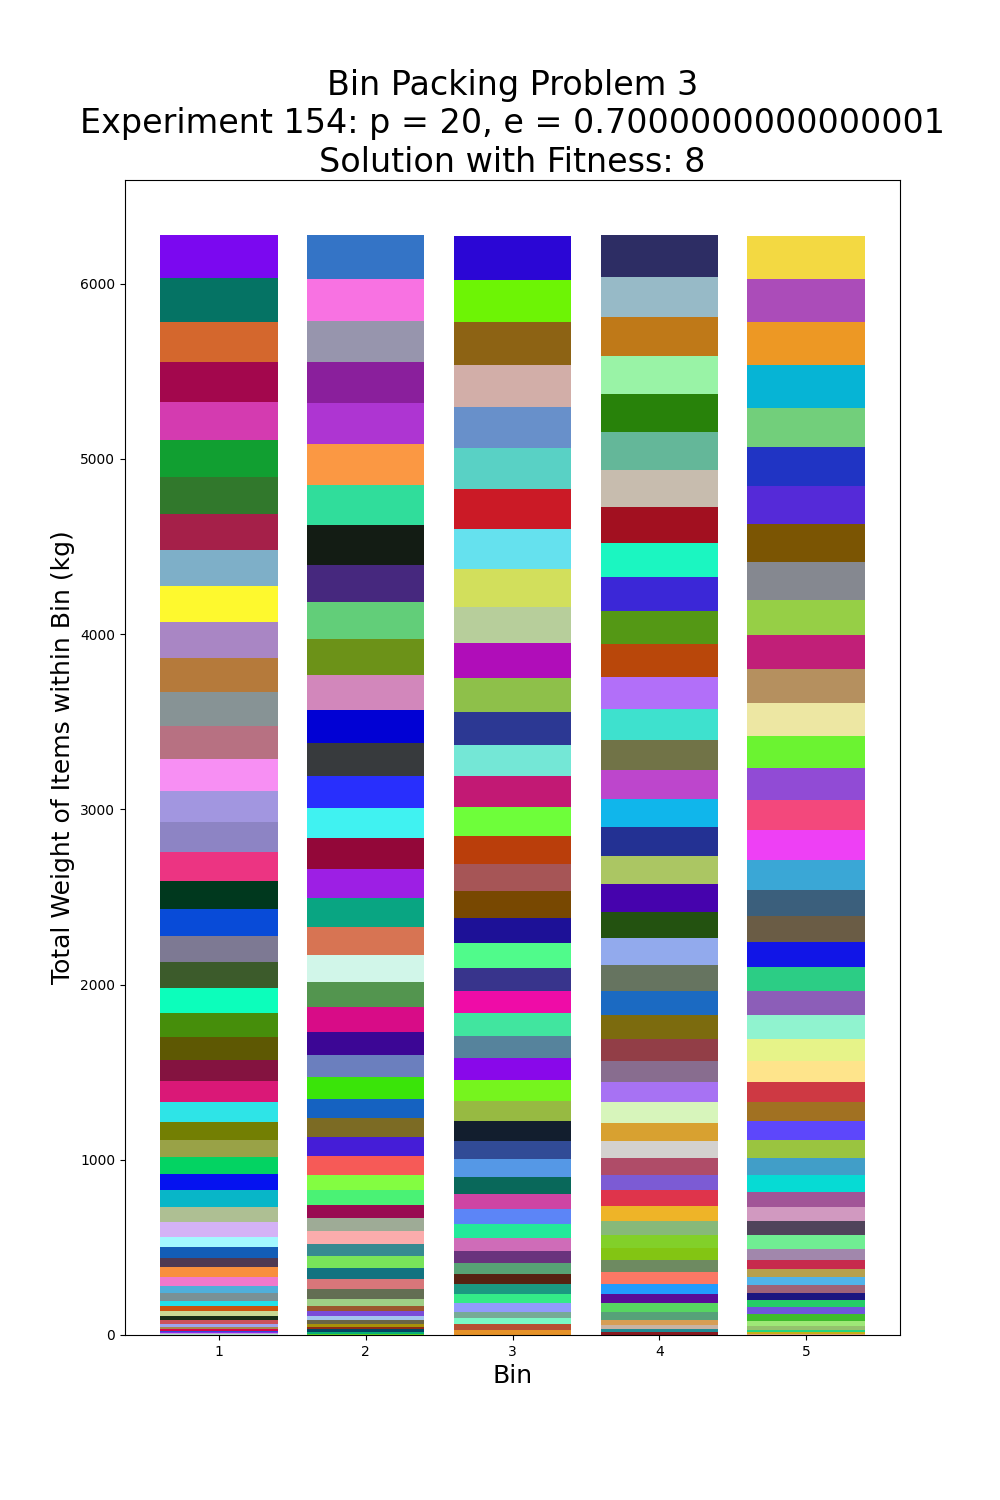 Bin Packing Problem 3
Experiment 154: p = 20, e = 0.7000000000000001
Solution with Fitness: 8
Total Weight of Items within Bin (kg)
6000
5000
4000
3000
2000
1000
0
1 2 3 4 5
Bin